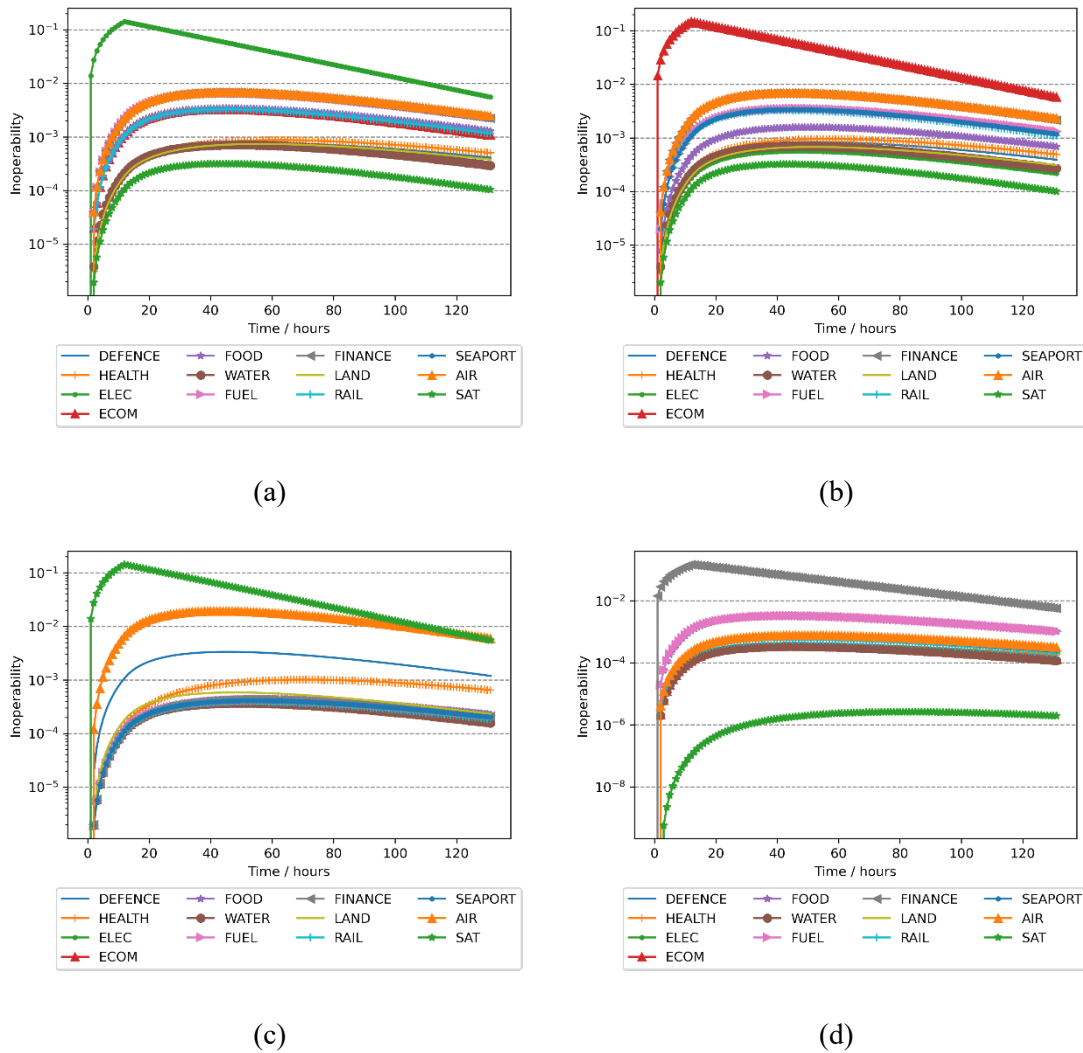 Inoperability
10⁻¹
10⁻²
10⁻³
10⁻⁴
10⁻⁵
0 20 40 60 80 100 120
Time / hours
DEFENCE FOOD FINANCE SEAPORT
HEALTH WATER LAND AIR
ELEC FUEL RAIL SAT
ECOM
(a)
Inoperability
10⁻¹
10⁻²
10⁻³
10⁻⁴
10⁻⁵
0 20 40 60 80 100 120
Time / hours
DEFENCE FOOD FINANCE SEAPORT
HEALTH WATER LAND AIR
ELEC FUEL RAIL SAT
ECOM
(b)
Inoperability
10⁻¹
10⁻²
10⁻³
10⁻⁴
10⁻⁵
0 20 40 60 80 100 120
Time / hours
DEFENCE FOOD FINANCE SEAPORT
HEALTH WATER LAND AIR
ELEC FUEL RAIL SAT
ECOM
(c)
Inoperability
10⁻²
10⁻⁴
10⁻⁶
10⁻⁸
0 20 40 60 80 100 120
Time / hours
DEFENCE FOOD FINANCE SEAPORT
HEALTH WATER LAND AIR
ELEC FUEL RAIL SAT
ECOM
(d)